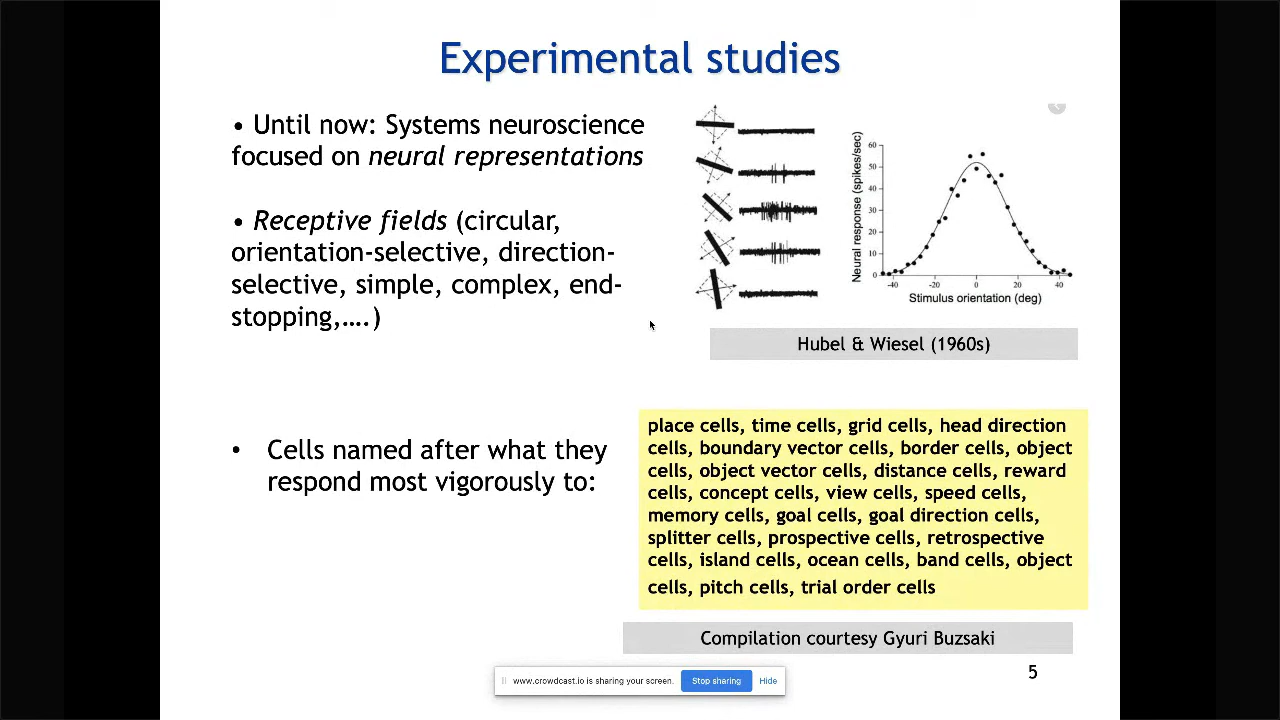 Experimental studies
• Until now: Systems neuroscience
focused on neural representations
• Receptive fields (circular,
orientation-selective, direction-
selective, simple, complex, end-
stopping,….)
Neural response (spikes/sec)
60
50
40
30
20
10
0
-40 -20 0 20 40
Stimulus orientation (deg)
Hubel & Wiesel (1960s)
• Cells named after what they
respond most vigorously to:
place cells, time cells, grid cells, head direction
cells, boundary vector cells, border cells, object
cells, object vector cells, distance cells, reward
cells, concept cells, view cells, speed cells,
memory cells, goal cells, goal direction cells,
splitter cells, prospective cells, retrospective
cells, island cells, ocean cells, band cells, object
cells, pitch cells, trial order cells
Compilation courtesy Gyuri Buzsaki
5
www.crowdcast.io is sharing your screen. Stop sharing Hide